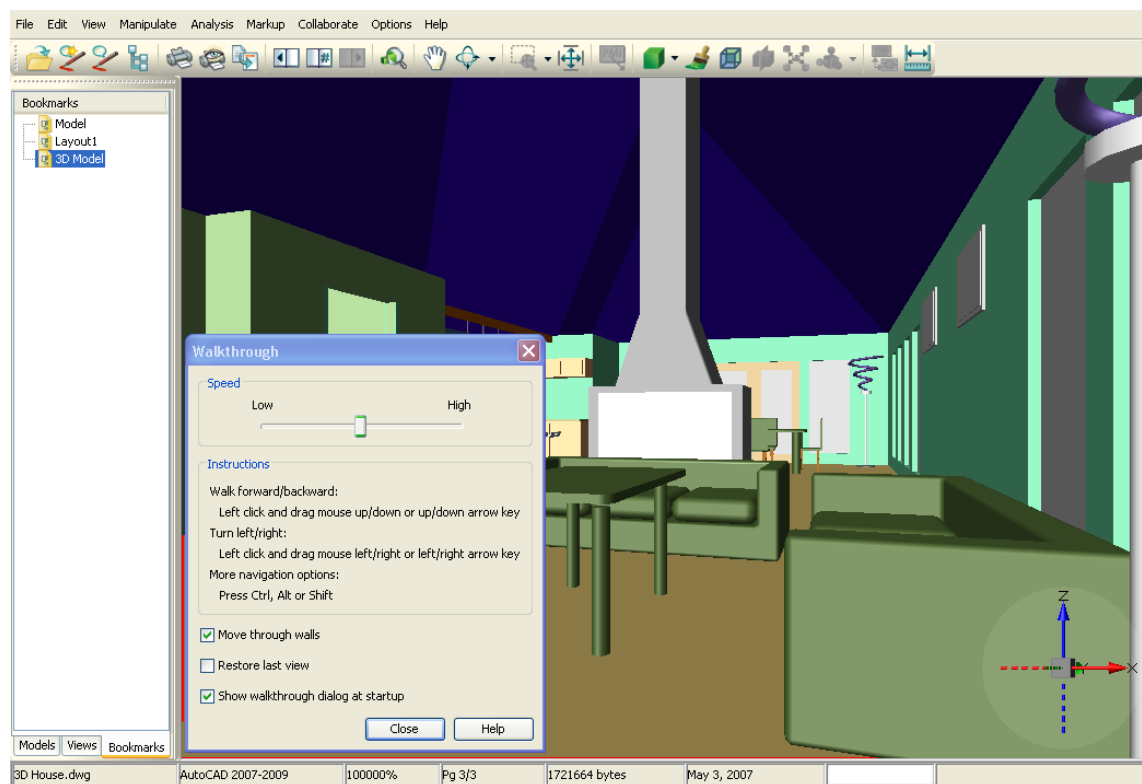 File Edit View Manipulate Analysis Markup Collaborate Options Help
Bookmarks
Model
Layout1
3D Model
Walkthrough
Speed
Low High
Instructions
Walk forward/backward:
Left click and drag mouse up/down or up/down arrow key
Turn left/right:
Left click and drag mouse left/right or left/right arrow key
More navigation options:
Press Ctrl, Alt or Shift
Move through walls
Restore last view
Show walkthrough dialog at startup
Close Help
Z
Y X
Models Views Bookmarks
3D House.dwg AutoCAD 2007-2009 100000% Pg 3/3 1721664 bytes May 3, 2007